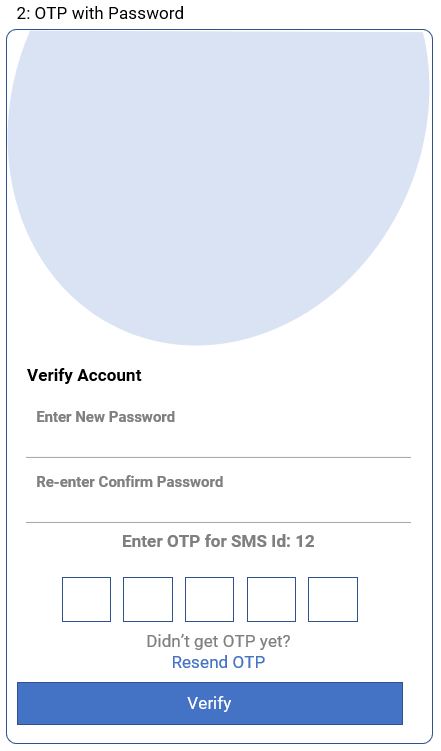 2: OTP with Password
Verify Account
Enter New Password
Re-enter Confirm Password
Enter OTP for SMS Id: 12
Didn’t get OTP yet?
Resend OTP
Verify